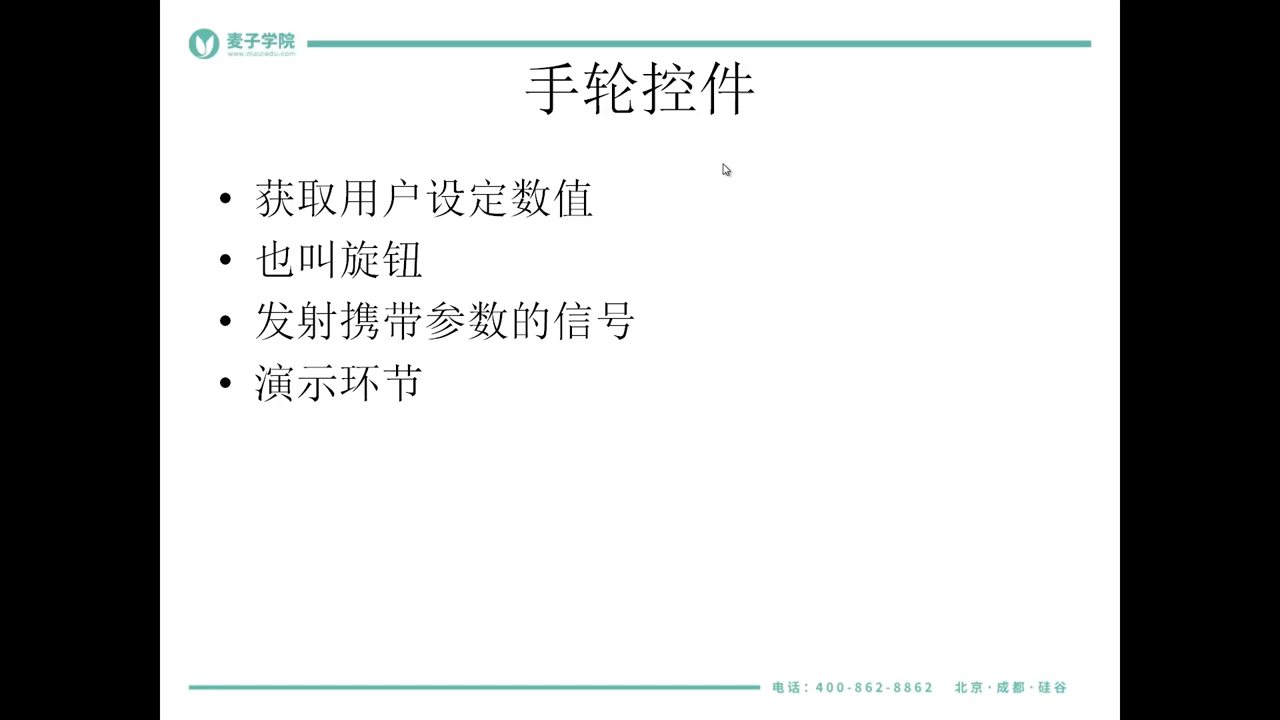 麦子学院
www.maiziedu.com
手轮控件
• 获取用户设定数值
• 也叫旋钮
• 发射携带参数的信号
• 演示环节
电话：400-862-8862 北京·成都·硅谷